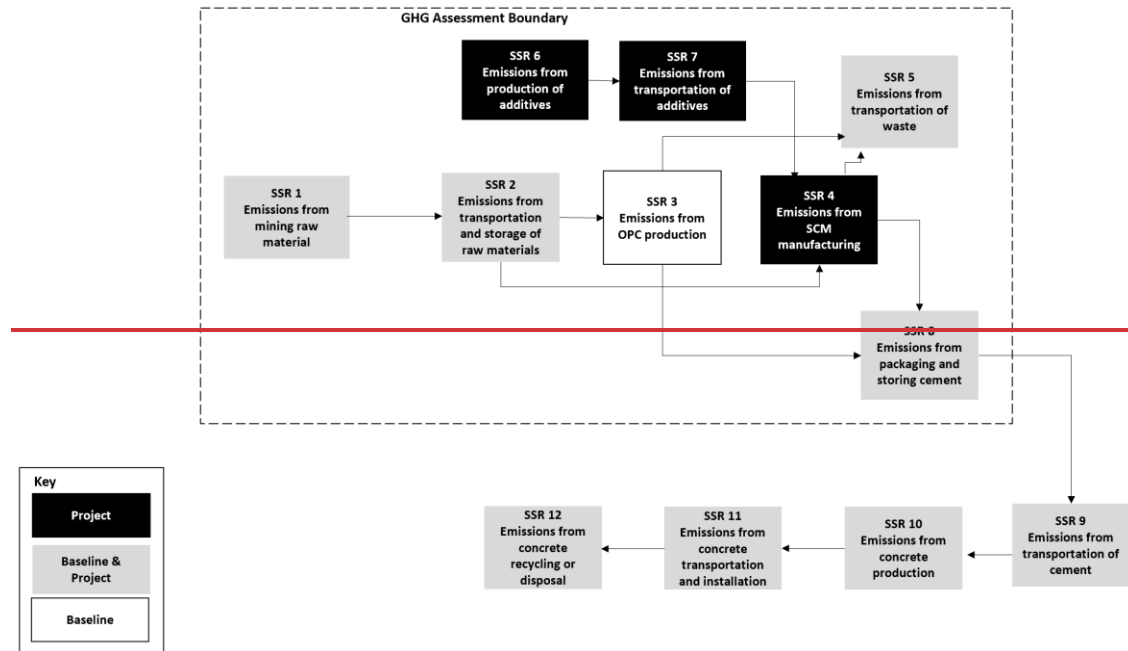 GHG Assessment Boundary
SSR 6
Emissions from
production of
additives
SSR 7
Emissions from
transportation of
additives
SSR 5
Emissions from
transportation of
waste
SSR 1
Emissions from
mining raw
material
SSR 2
Emissions from
transportation
and storage of
raw materials
SSR 3
Emissions from
OPC production
SSR 4
Emissions from
SCM
manufacturing
SSR 8
Emissions from
packaging and
storing cement
Key
Project
Baseline &
Project
Baseline
SSR 12
Emissions from
concrete
recycling or
disposal
SSR 11
Emissions from
concrete
transportation
and installation
SSR 10
Emissions from
concrete
production
SSR 9
Emissions from
transportation of
cement